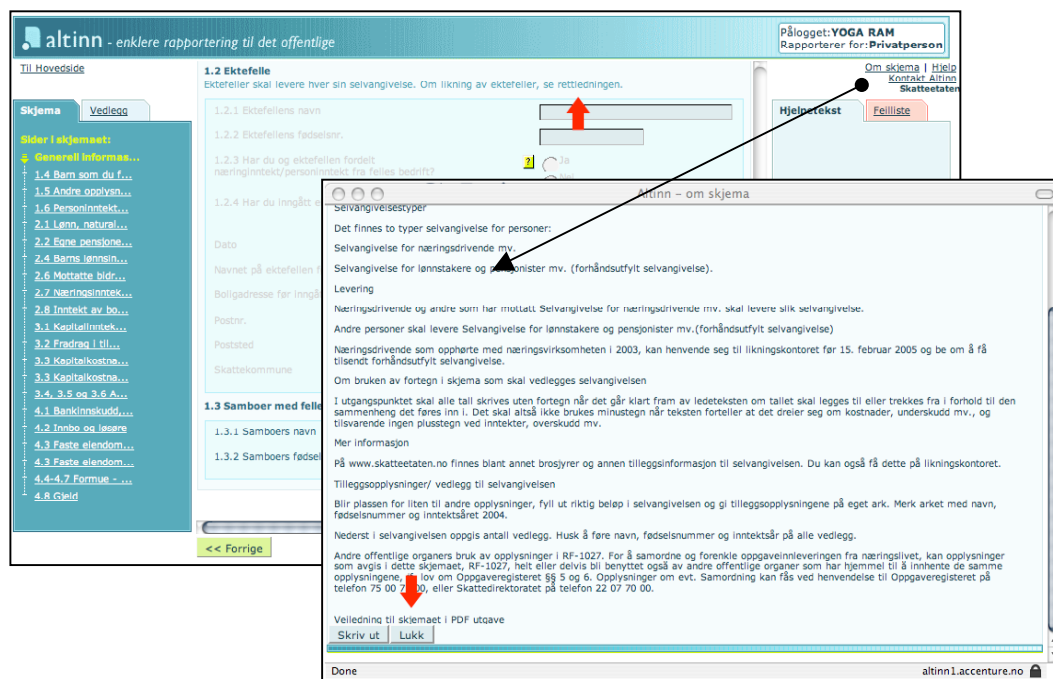 altinn - enklere rapportering til det offentlige
Pålogget:YOGA RAM
Rapporterer for:Privatperson
Til Hovedside
Om skjema | Hjelp
Kontakt Altinn
Skatteetaten
Skjema
Vedlegg
Sider i skjemaet:
Generell informas...
1.4 Barn som du f...
1.5 Andre opplysn...
1.6 Personinntekt...
2.1 Lønn, natural...
2.2 Egne pensjone...
2.4 Barns lønnsin...
2.6 Mottatte bidr...
2.7 Næringsinntek...
2.8 Inntekt av bo...
3.1 Kapitalinntek...
3.2 Fradrag i til...
3.3 Kapitalkostna...
3.3 Kapitalkostna...
3.4, 3.5 og 3.6 A...
4.1 Bankinnskudd,...
4.2 Innbo og løsøre
4.3 Faste eiendom...
4.3 Faste eiendom...
4.4-4.7 Formue - ...
4.8 Gjeld
1.2 Ektefelle
Ektefeller skal levere hver sin selvangivelse. Om likning av ektefeller, se rettledningen.
1.2.1 Ektefellens navn
1.2.2 Ektefellens fødselsnr.
1.2.3 Har du og ektefellen fordelt
næringinntekt/personinntekt fra felles bedrift?
? Ja
Nei
1.2.4 Har du inngått e
Dato
Navnet på ektefellen f
Boligadresse før inngå
Postnr.
Poststed
Skattekommune
1.3 Samboer med felle
1.3.1 Samboers navn
1.3.2 Samboers fødsel
<< Forrige
Hjelpetekst
Feilliste
Altinn – om skjema
Selvangivelsestyper
Det finnes to typer selvangivelse for personer:
Selvangivelse for næringsdrivende mv.
Selvangivelse for lønnstakere og pensjonister mv. (forhåndsutfylt selvangivelse).
Levering
Næringsdrivende og andre som har mottatt Selvangivelse for næringsdrivende mv. skal levere slik selvangivelse.
Andre personer skal levere Selvangivelse for lønnstakere og pensjonister mv.(forhåndsutfylt selvangivelse)
Næringsdrivende som opphørte med næringsvirksomheten i 2003, kan henvende seg til likningskontoret før 15. februar 2005 og be om å få
tilsendt forhåndsutfylt selvangivelse.
Om bruken av fortegn i skjema som skal vedlegges selvangivelsen
I utgangspunktet skal alle tall skrives uten fortegn når det går klart fram av ledeteksten om tallet skal legges til eller trekkes fra i forhold til den
sammenheng det føres inn i. Det skal altså ikke brukes minustegn når teksten forteller at det dreier seg om kostnader, underskudd mv., og
tilsvarende ingen plusstegn ved inntekter, overskudd mv.
Mer informasjon
På www.skatteetaten.no finnes blant annet brosjyrer og annen tilleggsinformasjon til selvangivelsen. Du kan også få dette på likningskontoret.
Tilleggsopplysninger/ vedlegg til selvangivelsen
Blir plassen for liten til andre opplysninger, fyll ut riktig beløp i selvangivelsen og gi tilleggsopplysningene på eget ark. Merk arket med navn,
fødselsnummer og inntektsåret 2004.
Nederst i selvangivelsen oppgis antall vedlegg. Husk å føre navn, fødselsnummer og inntektsår på alle vedlegg.
Andre offentlige organers bruk av opplysninger i RF-1027. For å samordne og forenkle oppgaveinnleveringen fra næringslivet, kan opplysninger
som avgis i dette skjemaet, RF-1027, helt eller delvis bli benyttet også av andre offentlige organer som har hjemmel til å innhente de samme
opplysningene, lov om Oppgaveregisteret §§ 5 og 6. Opplysninger om evt. Samordning kan fås ved henvendelse til Oppgaveregisteret på
telefon 75 00 7 00, eller Skattedirektoratet på telefon 22 07 70 00.
Veiledning til skjemaet i PDF utgave
Skriv ut
Lukk
Done
altinn1.accenture.no